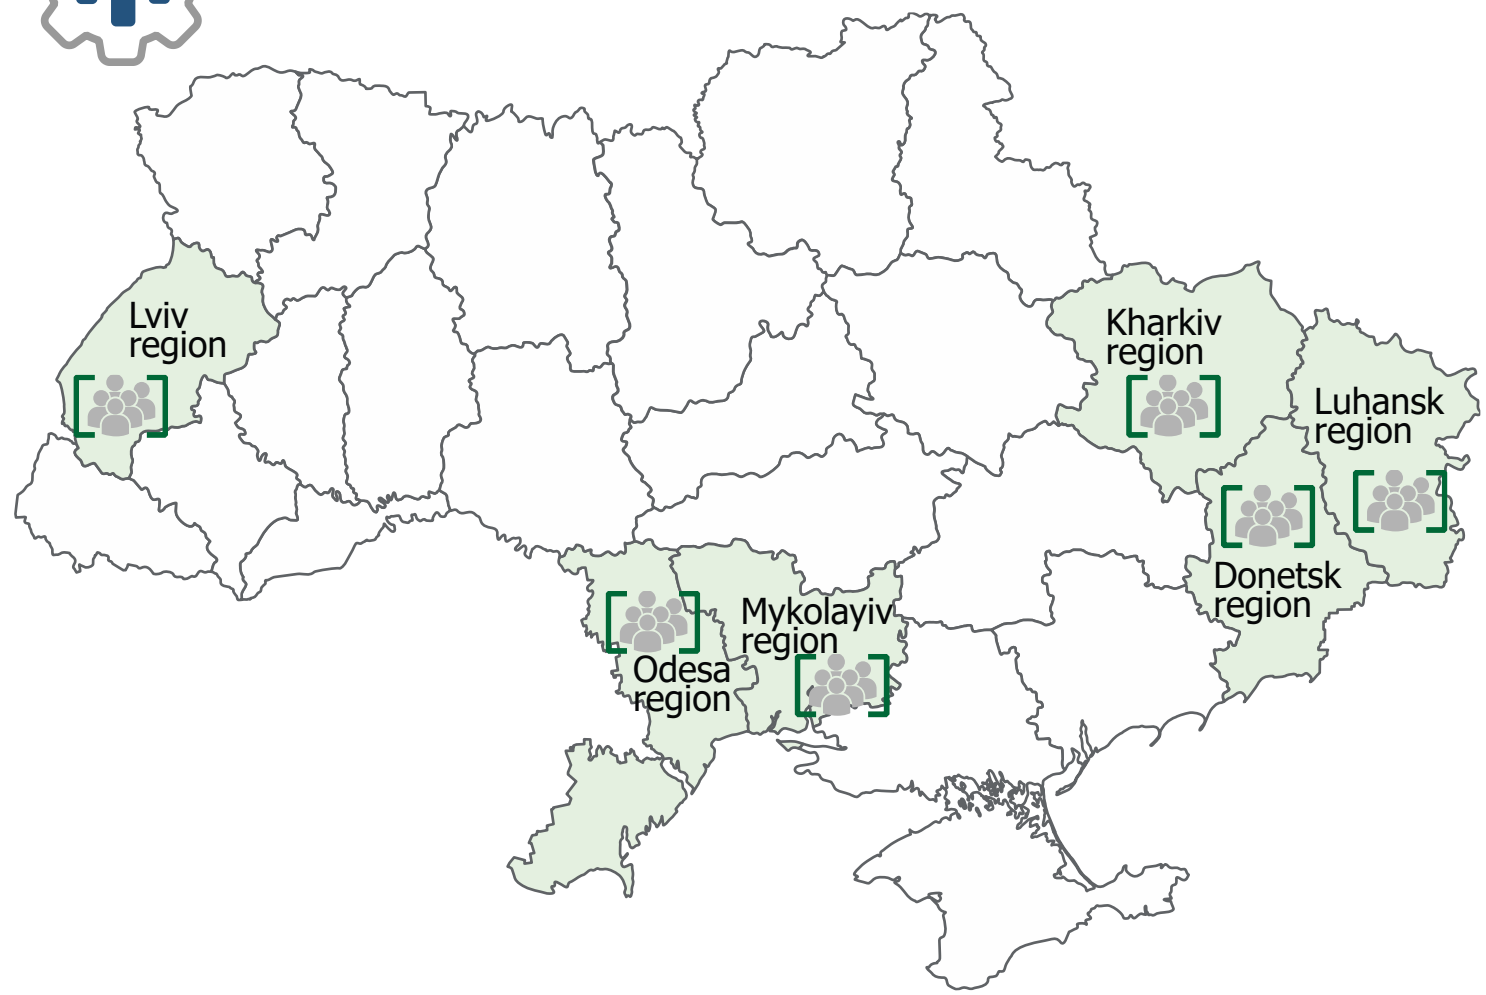 Lviv
region
Kharkiv
region
Luhansk
region
Donetsk
region
Mykolayiv
region
Odesa
region